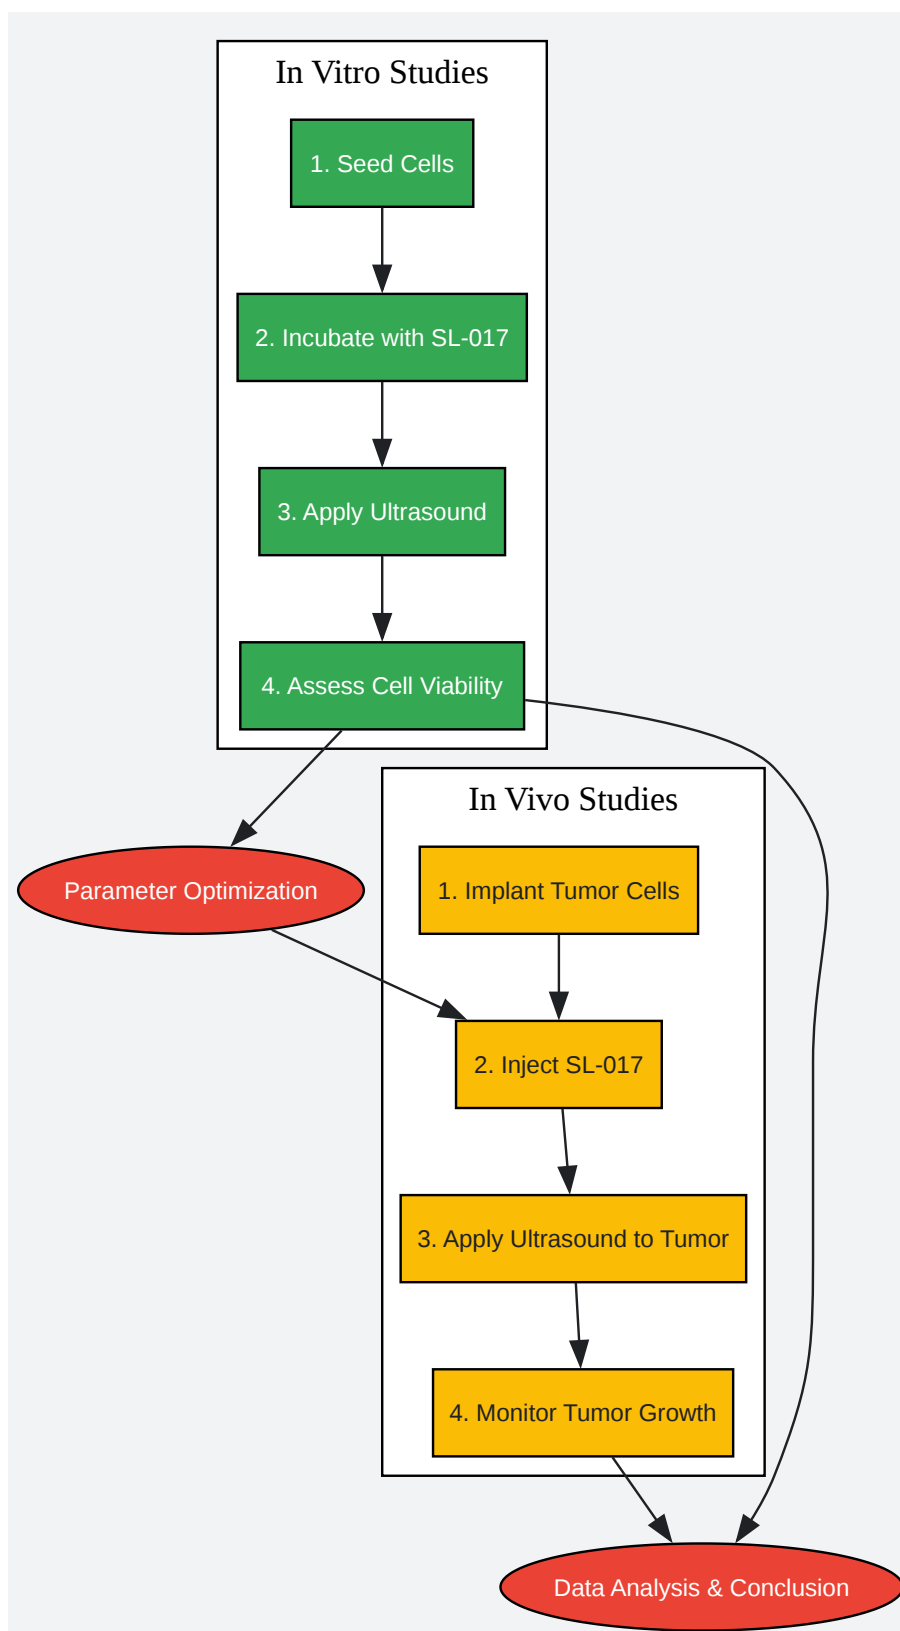 In Vitro Studies
1. Seed Cells
2. Incubate with SL-017
3. Apply Ultrasound
4. Assess Cell Viability
In Vivo Studies
Parameter Optimization
1. Implant Tumor Cells
2. Inject SL-017
3. Apply Ultrasound to Tumor
4. Monitor Tumor Growth
Data Analysis & Conclusion